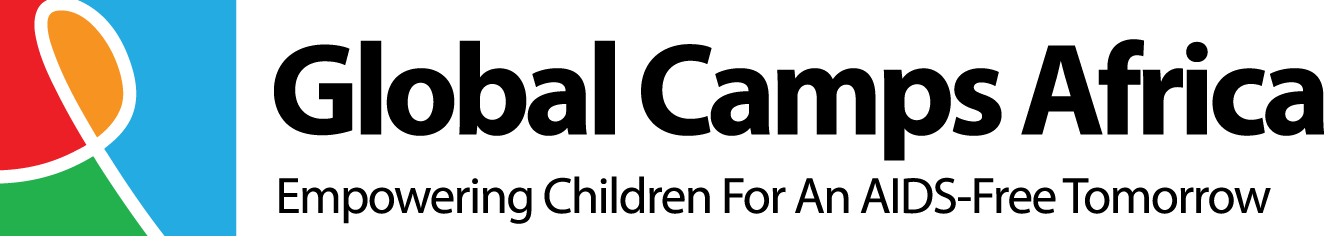 Global Camps Africa
Empowering Children For An AIDS-Free Tomorrow